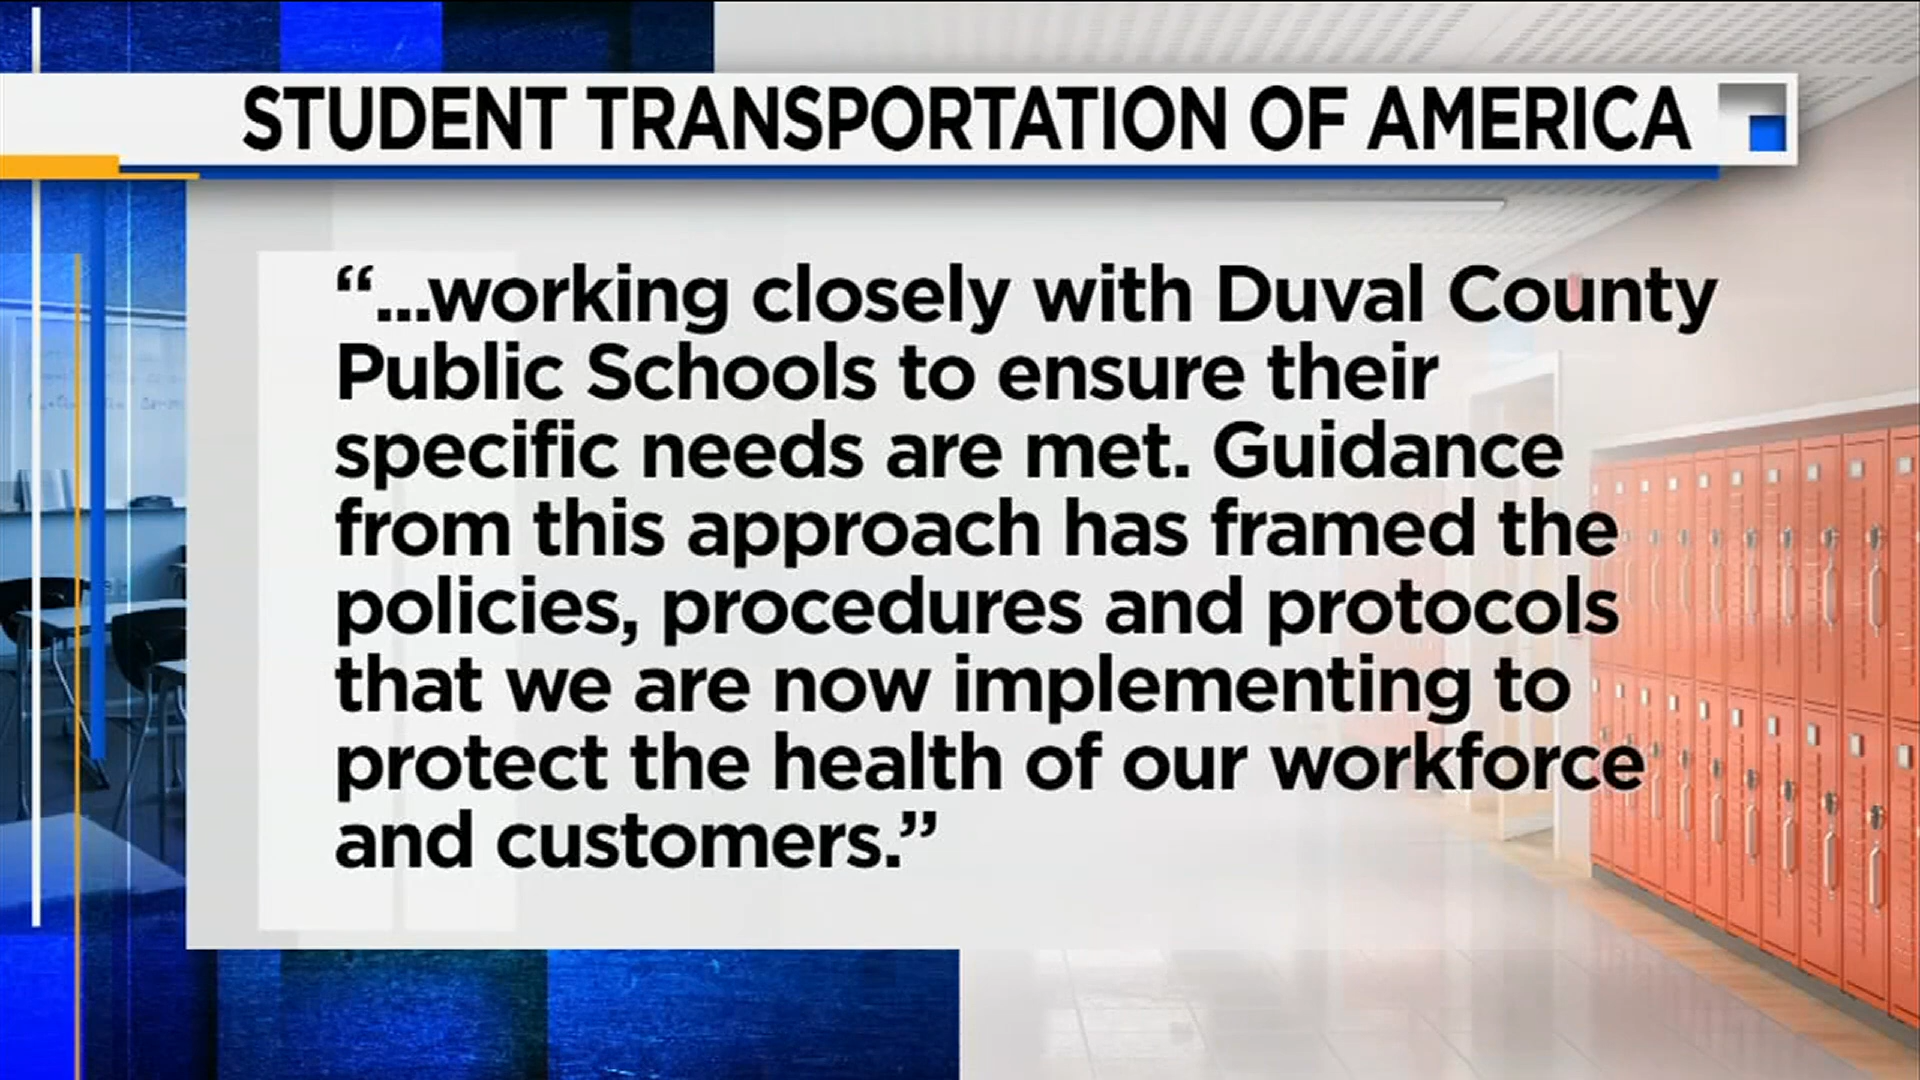 STUDENT TRANSPORTATION OF AMERICA
“...working closely with Duval County
Public Schools to ensure their
specific needs are met. Guidance
from this approach has framed the
policies, procedures and protocols
that we are now implementing to
protect the health of our workforce
and customers.”